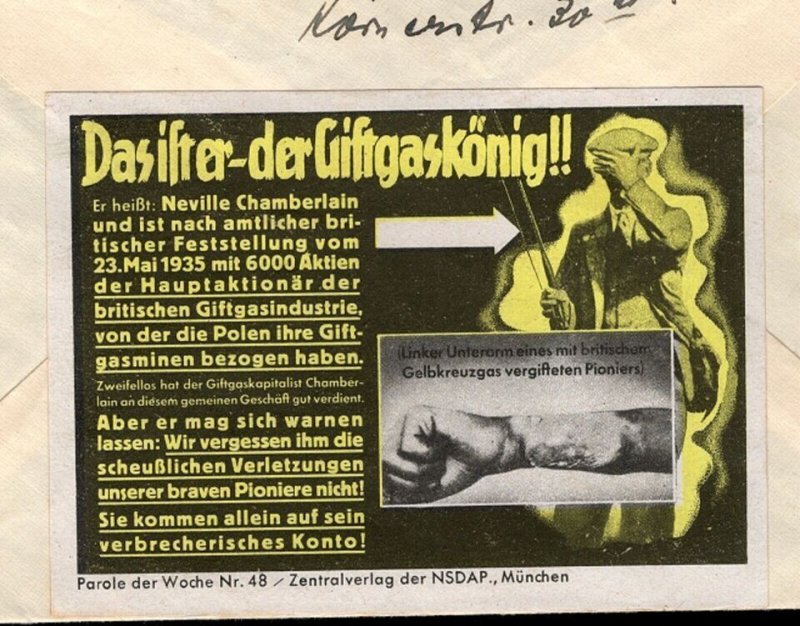 Körnerstr. 30 II.
Das ist er - der Giftgaskönig!!
Er heißt: Neville Chamberlain
und ist nach amtlicher bri-
tischer Feststellung vom
23. Mai 1935 mit 6000 Aktien
der Hauptaktionär der
britischen Giftgasindustrie,
von der die Polen ihre Gift-
gasminen bezogen haben.
Zweifellos hat der Giftgaskapitalist Chamber-
lain an diesem gemeinen Geschäft gut verdient.
Aber er mag sich warnen
lassen: Wir vergessen ihm die
scheußlichen Verletzungen
unserer braven Pioniere nicht!
Sie kommen allein auf sein
verbrecherisches Konto!
(Linker Unterarm eines mit britischem
Gelbkreuzgas vergifteten Pioniers)
Parole der Woche Nr. 48 / Zentralverlag der NSDAP., München